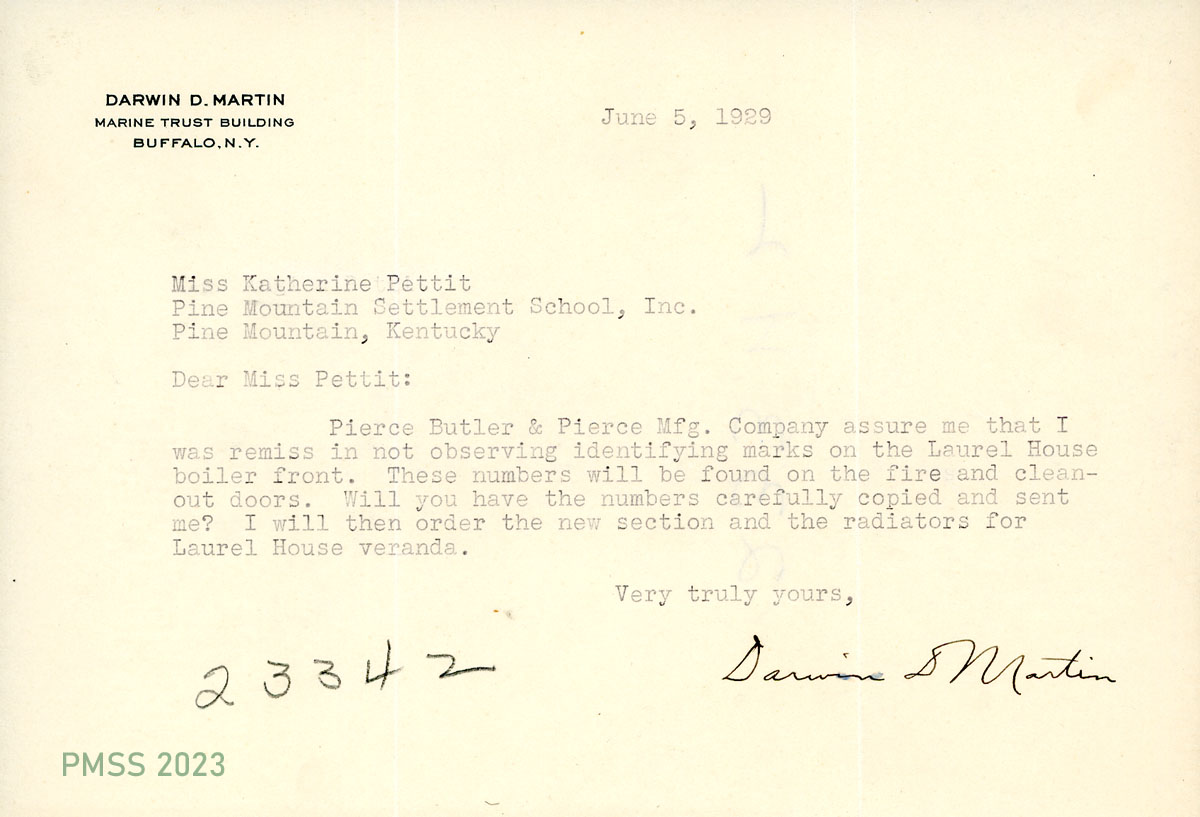 DARWIN D. MARTIN
MARINE TRUST BUILDING
BUFFALO, N.Y.
June 5, 1929
Miss Katherine Pettit
Pine Mountain Settlement School, Inc.
Pine Mountain, Kentucky
Dear Miss Pettit:
Pierce Butler & Pierce Mfg. Company assure me that I
was remiss in not observing identifying marks on the Laurel House
boiler front. These numbers will be found on the fire and clean-
out doors. Will you have the numbers carefully copied and sent
me? I will then order the new section and the radiators for
Laurel House veranda.
Very truly yours,
Darwin D Martin
23342
PMSS 2023